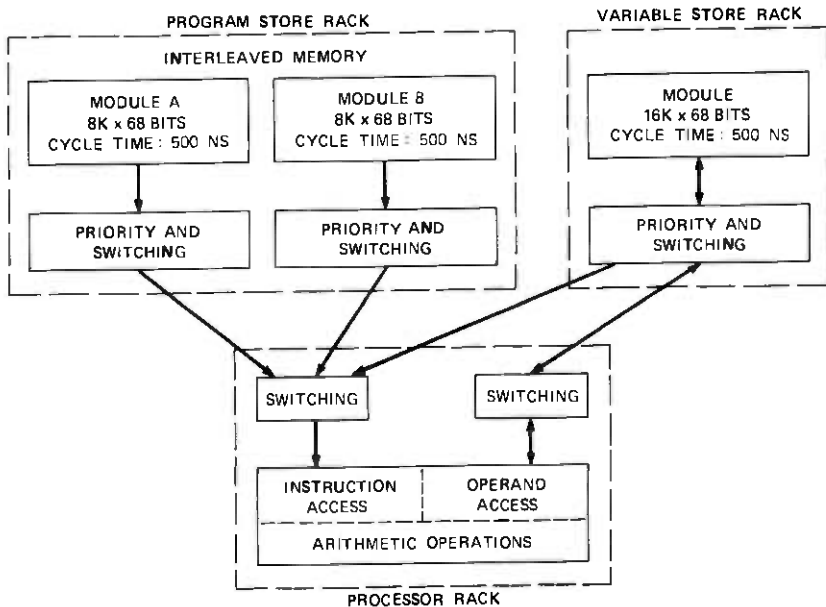 PROGRAM STORE RACK
VARIABLE STORE RACK
INTERLEAVED MEMORY
MODULE A
8K x 68 BITS
CYCLE TIME: 500 NS
MODULE B
8K x 68 BITS
CYCLE TIME: 500 NS
MODULE
16K x 68 BITS
CYCLE TIME: 500 NS
PRIORITY AND
SWITCHING
PRIORITY AND
SWITCHING
PRIORITY AND
SWITCHING
SWITCHING
SWITCHING
INSTRUCTION
ACCESS
OPERAND
ACCESS
ARITHMETIC OPERATIONS
PROCESSOR RACK